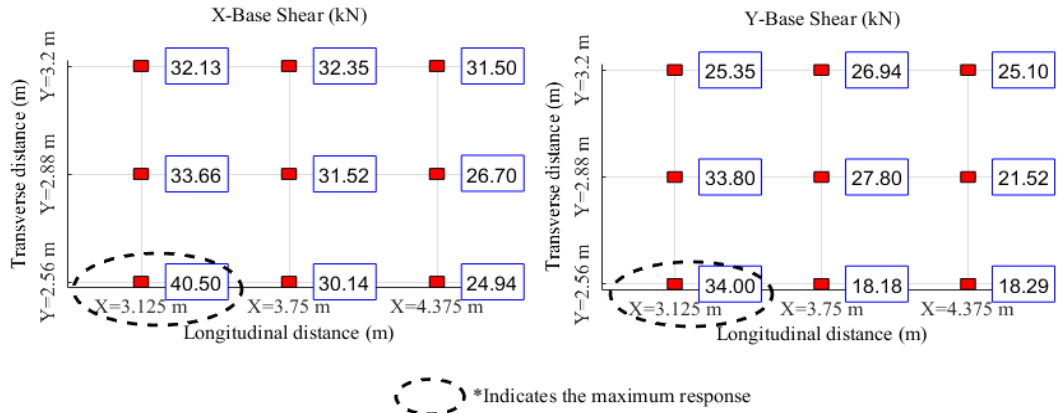 X-Base Shear (kN)
Transverse distance (m)
Y=3.2 m
32.13 32.35 31.50
Y=2.88 m
33.66 31.52 26.70
Y=2.56 m
40.50 30.14 24.94
X=3.125 m X=3.75 m X=4.375 m
Longitudinal distance (m)
Y-Base Shear (kN)
Transverse distance (m)
Y=3.2 m
25.35 26.94 25.10
Y=2.88 m
33.80 27.80 21.52
Y=2.56 m
34.00 18.18 18.29
X=3.125 m X=3.75 m X=4.375 m
Longitudinal distance (m)
*Indicates the maximum response